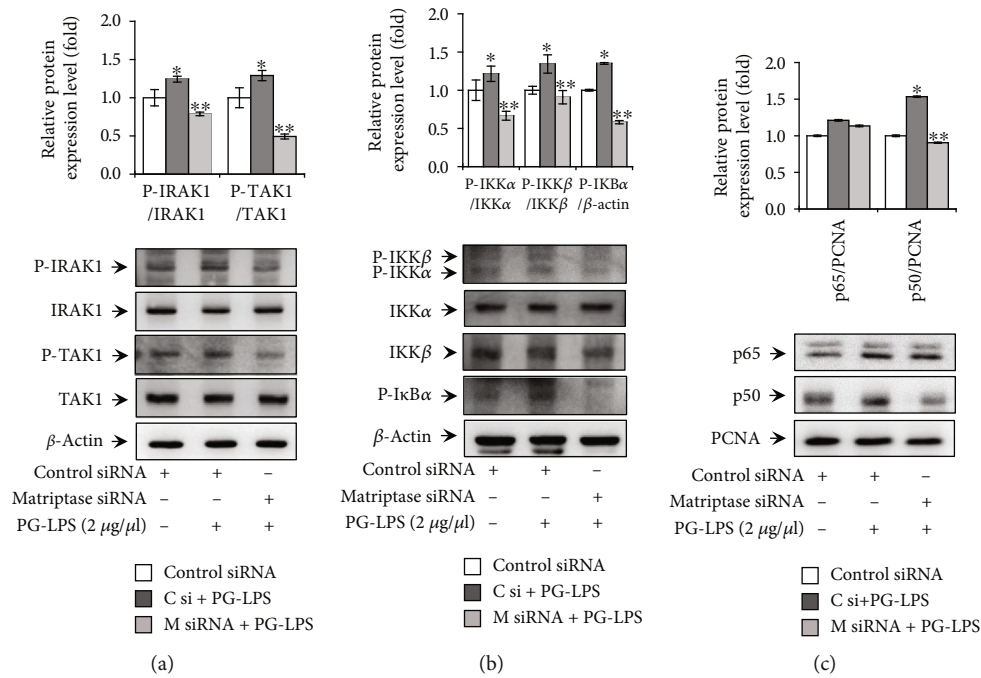 Relative protein
expression level (fold)
2.0
1.5
1.0
0.5
0.0
*
**
*
**
P-IRAK1
/IRAK1
P-TAK1
/TAK1
P-IRAK1
IRAK1
P-TAK1
TAK1
β-Actin
Control siRNA + + –
Matriptase siRNA – – +
PG-LPS (2 μg/μl) – + +
Control siRNA
C si + PG-LPS
M siRNA + PG-LPS
(a)
Relative protein
expression level (fold)
2.0
1.5
1.0
0.5
0.0
*
**
*
**
*
**
P-IKKα
/IKKα
P-IKKβ
/IKKβ
P-IKBα
/β-actin
P-IKKβ
P-IKKα
IKKα
IKKβ
P-IκBα
β-Actin
Control siRNA + + –
Matriptase siRNA – – +
PG-LPS (2 μg/μl) – + +
Control siRNA
C si + PG-LPS
M siRNA + PG-LPS
(b)
Relative protein
expression level (fold)
2.0
1.5
1.0
0.5
0.0
*
**
p65/PCNA
p50/PCNA
p65
p50
PCNA
Control siRNA + + –
Matriptase siRNA – – +
PG-LPS (2 μg/μl) – + +
Control siRNA
C si+PG-LPS
M siRNA + PG-LPS
(c)